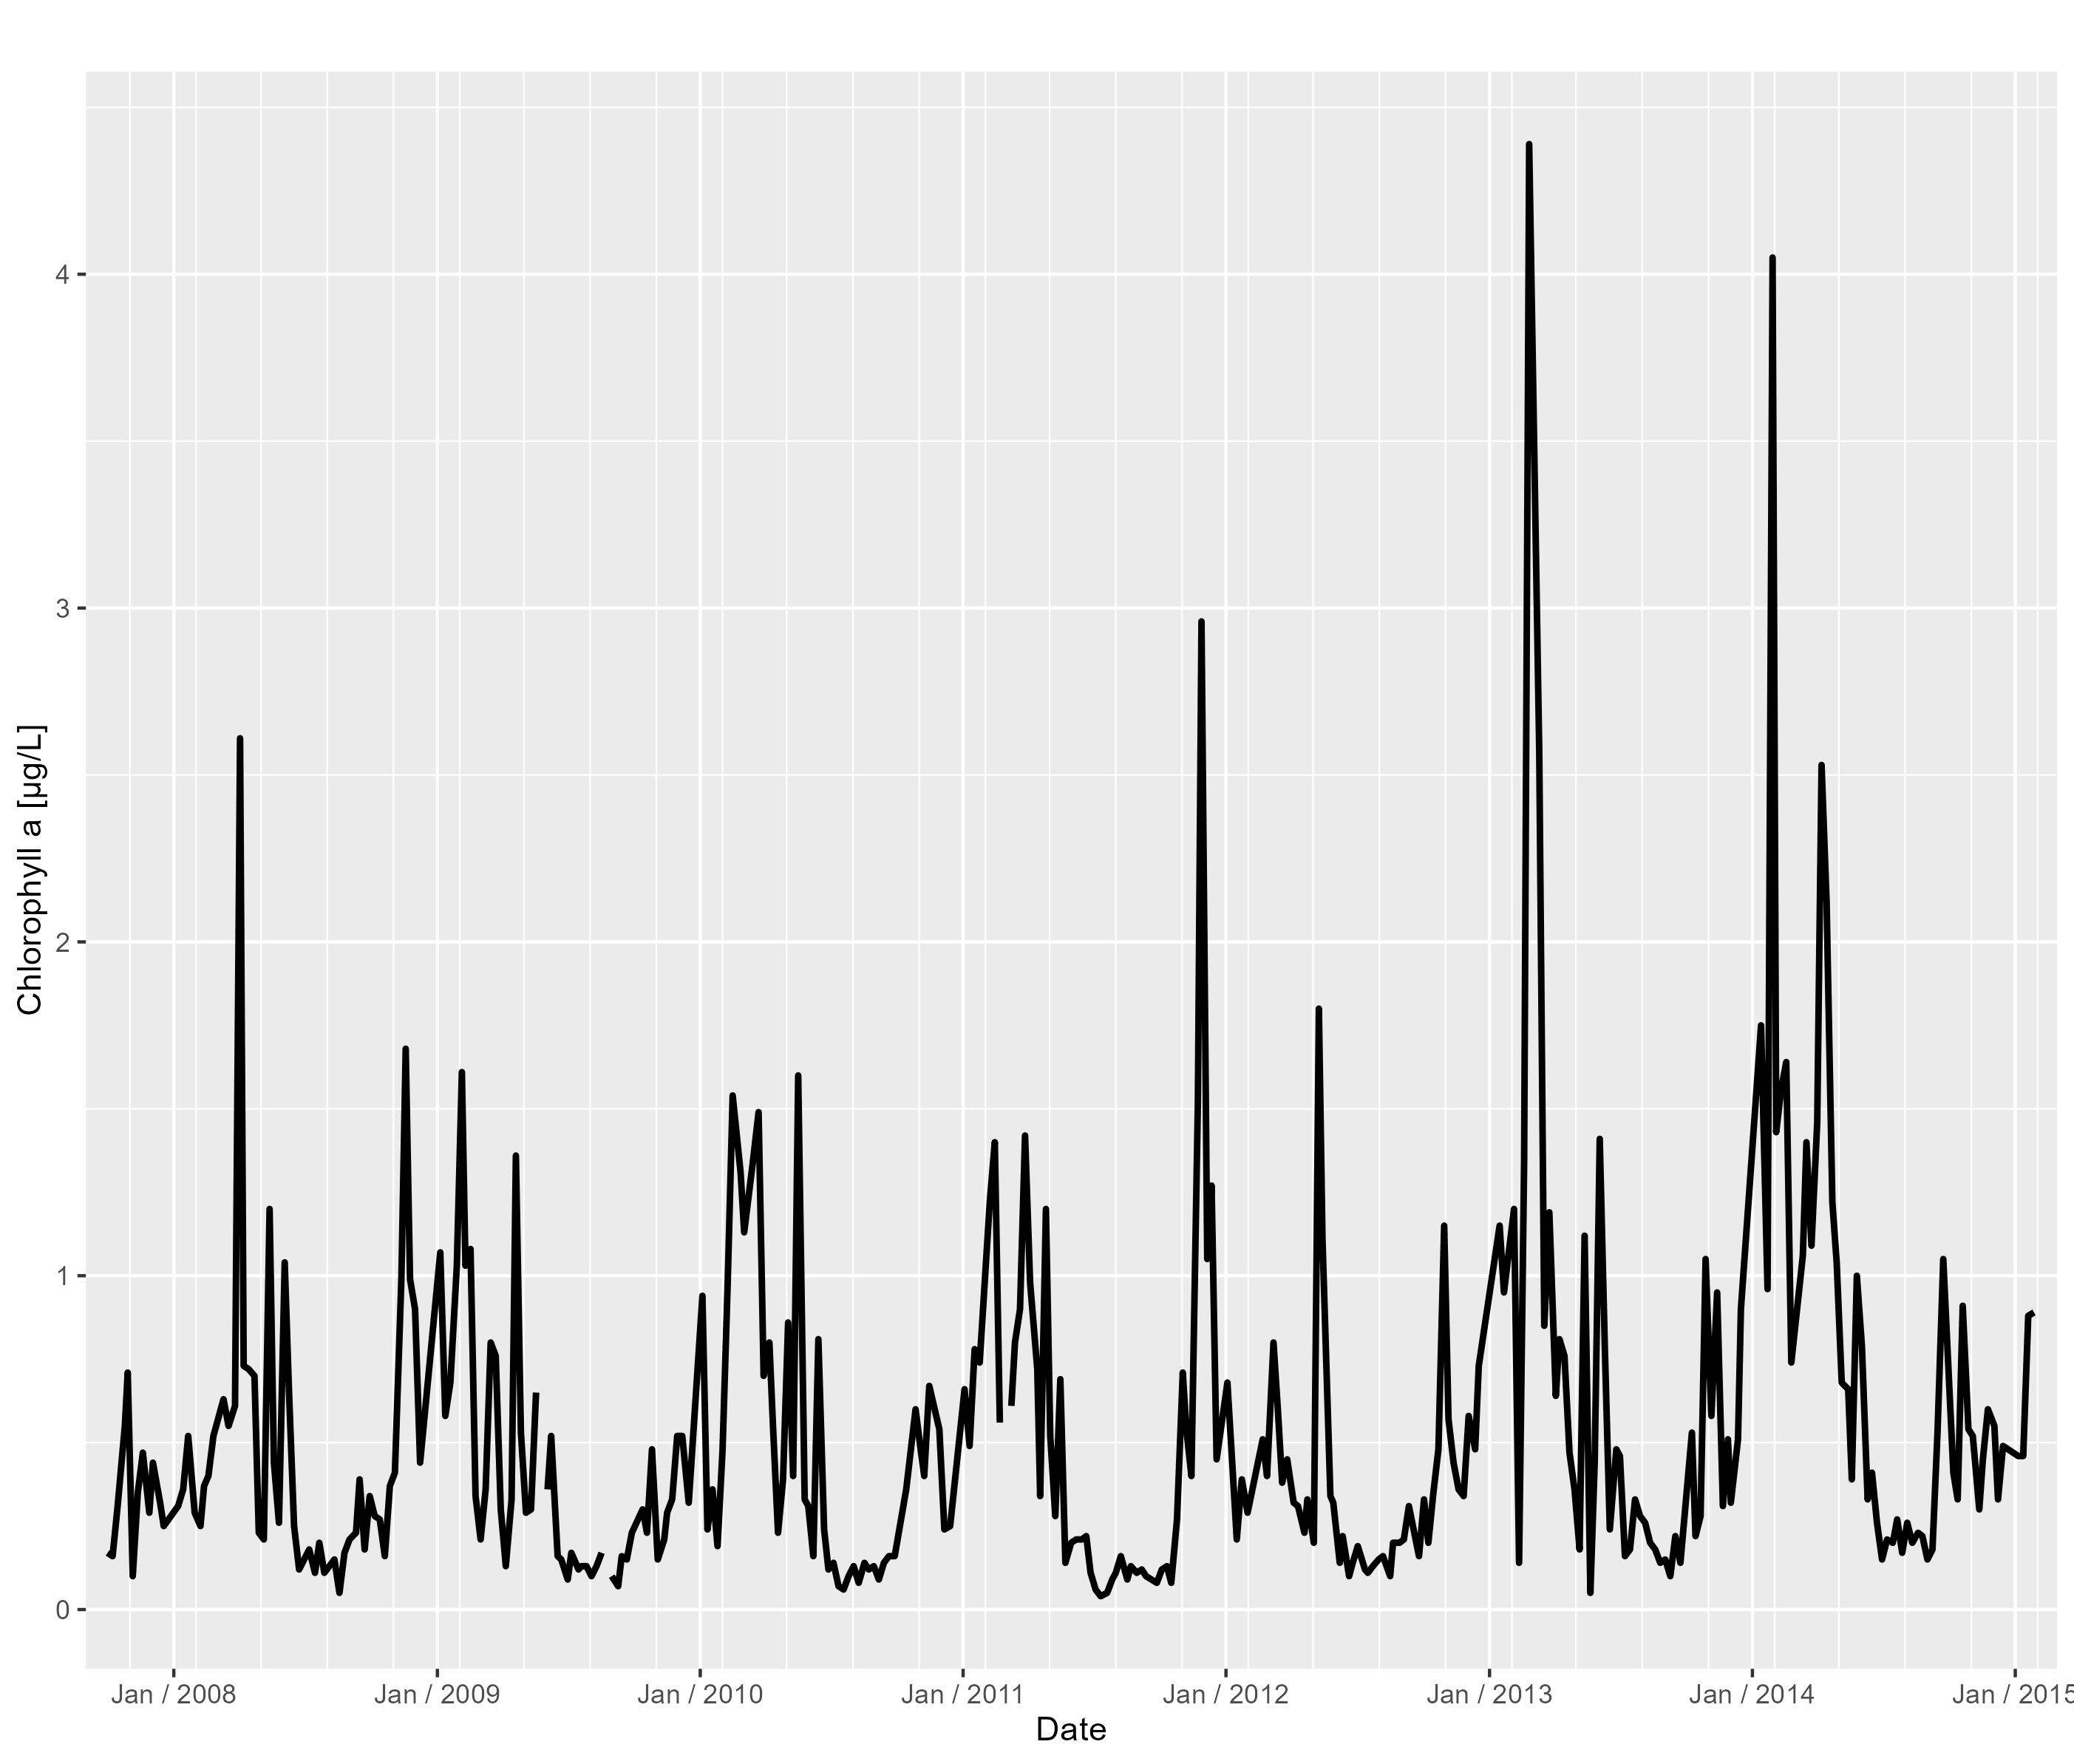 Chlorophyll a [µg/L]
4
3
2
1
0
Jan / 2008
Jan / 2009
Jan / 2010
Jan / 2011
Jan / 2012
Jan / 2013
Jan / 2014
Jan / 2015
Date